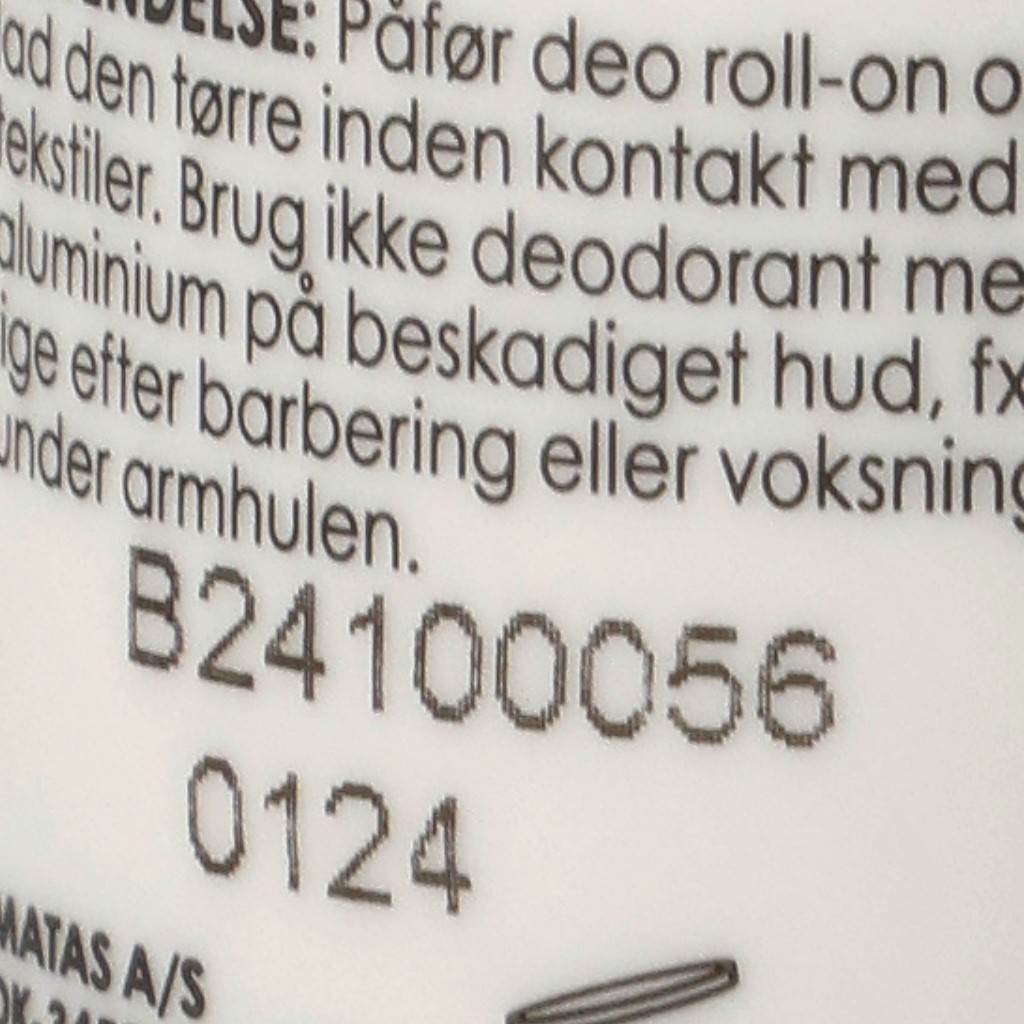 Påfør deo roll-on
den tørre inden kontakt med
tekstiler. Brug ikke deodorant
aluminium på beskadiget hud, fx
efter barbering eller voksning
under armhulen.
B24100056
0124
MATAS A/S